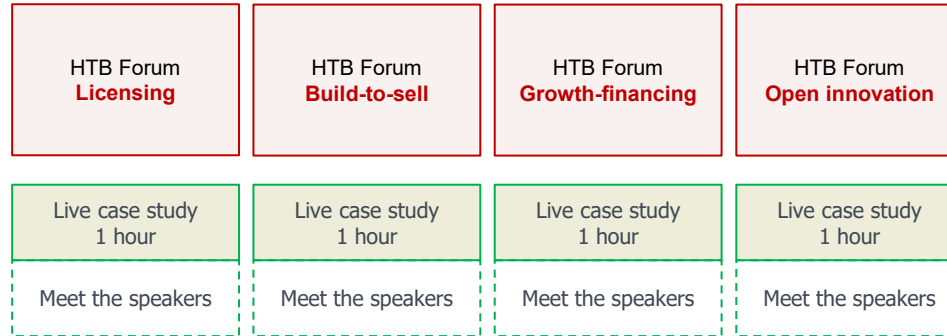 HTB Forum
Licensing
HTB Forum
Build-to-sell
HTB Forum
Growth-financing
HTB Forum
Open innovation
Live case study
1 hour
Live case study
1 hour
Live case study
1 hour
Live case study
1 hour
Meet the speakers
Meet the speakers
Meet the speakers
Meet the speakers